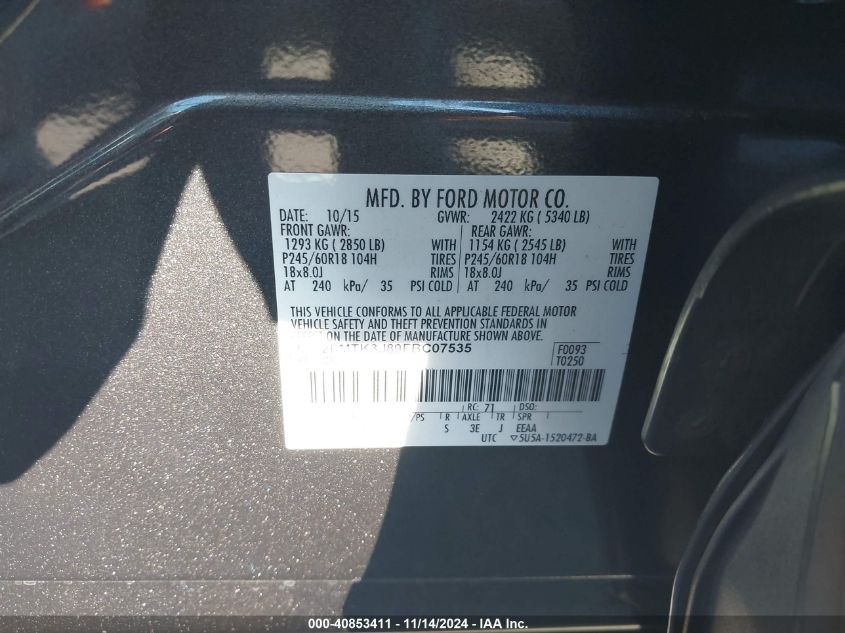 MFD. BY FORD MOTOR CO.
DATE: 10/15 GVWR: 2422 KG ( 5340 LB)
FRONT GAWR: REAR GAWR:
1293 KG ( 2850 LB) WITH 1154 KG ( 2545 LB) WITH
P245/60R18 104H TIRES P245/60R18 104H TIRES
18x8.0J RIMS 18x8.0J RIMS
AT 240 kPa/ 35 PSI COLD AT 240 kPa/ 35 PSI COLD
THIS VEHICLE CONFORMS TO ALL APPLICABLE FEDERAL MOTOR
VEHICLE SAFETY AND THEFT PREVENTION STANDARDS IN
EFFECT ON THE DATE OF MANUFACTURE SHOWN ABOVE.
F0093
T0250
RC: 71 DSO:
/PS R AXLE TR SPR
S 3E J EEAA
UTC 5U5A-1520472-BA
000-40853411 - 11/14/2024 - IAA Inc.